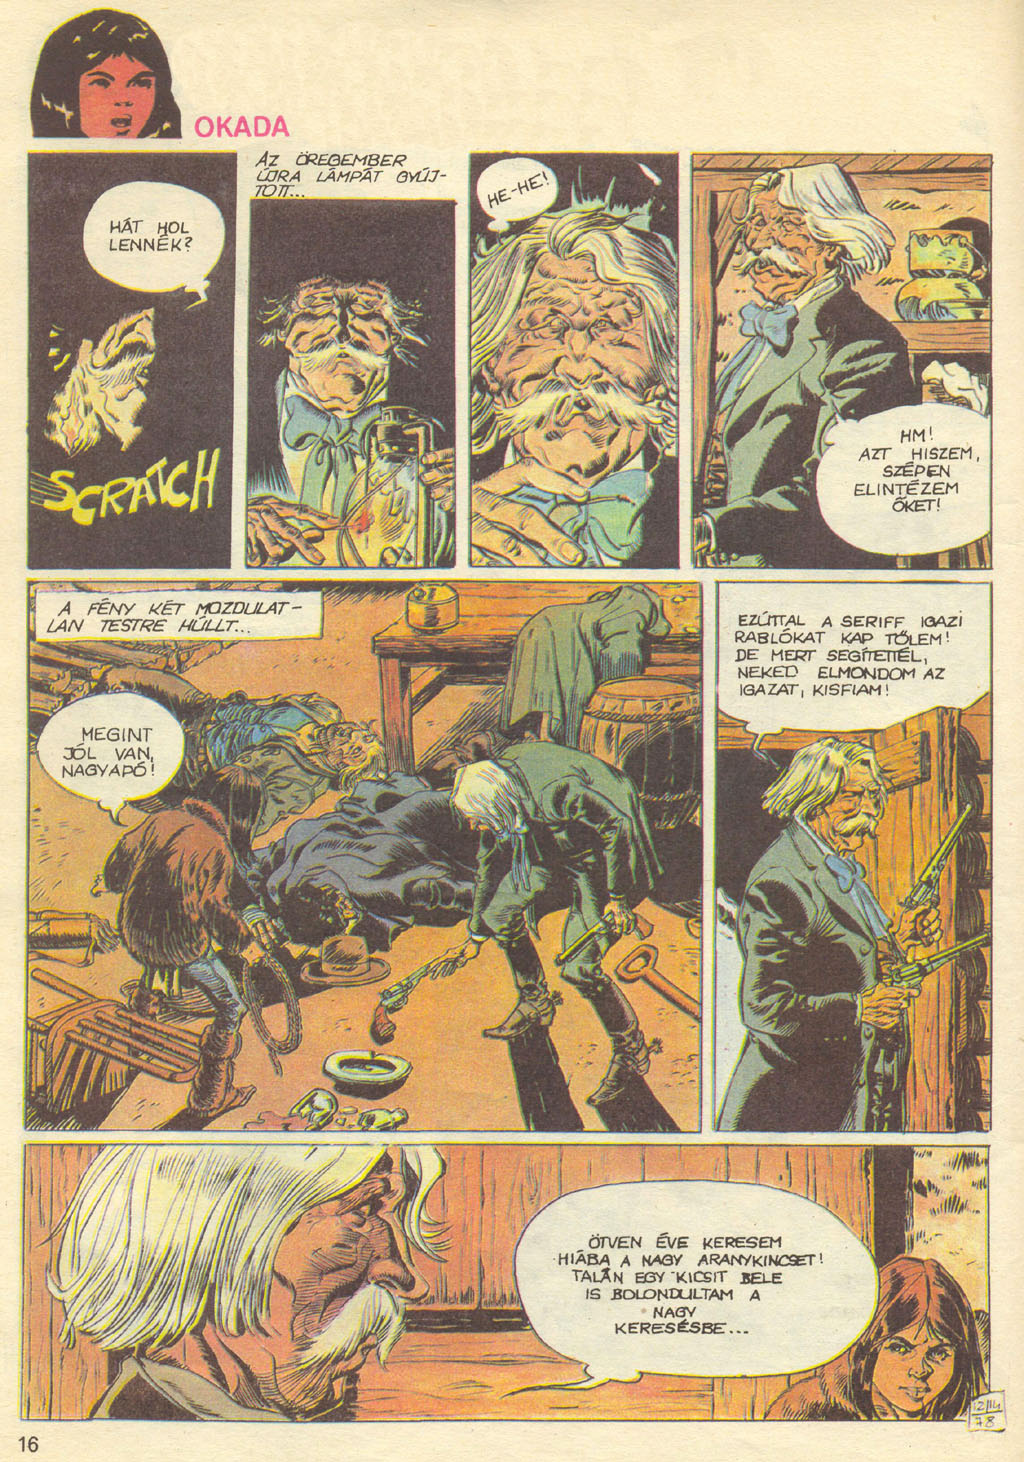 OKADA
HÁT HOL
LENNÉK?
SCRATCH
AZ ÖREGEMBER
ÚJRA LÁMPÁT GYÚJ-
TOTT...
HE-HE!
HM!
AZT HISZEM,
SZÉPEN
ELINTÉZEM
ŐKET!
A FÉNY KÉT MOZDULAT-
LAN TESTRE HULLT...
MEGINT
JÓL VAN,
NAGYAPÓ!
EZÚTTAL A SERIFF IGAZI
RABLÓKAT KAP TŐLEM!
DE MERT SEGÍTETTÉL,
NEKED ELMONDOM AZ
IGAZAT, KISFIAM!
ÖTVEN ÉVE KERESEM
HIÁBA A NAGY ARANYKINCSET!
TALÁN EGY KICSIT BELE
IS BOLONDULTAM A
NAGY
KERESÉSBE...
12/14
78
16